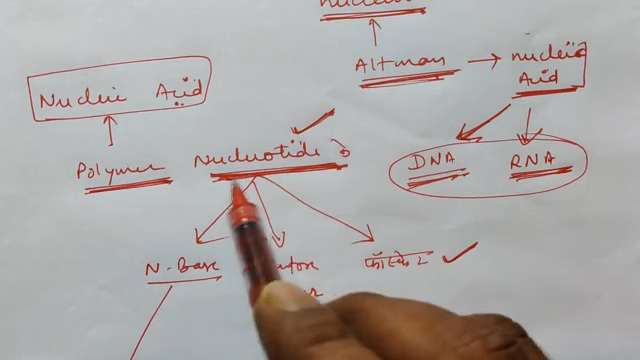 Altman → nucleic
Acid
Nucleic Acid
Polymer Nucleotide
DNA RNA
N-Base